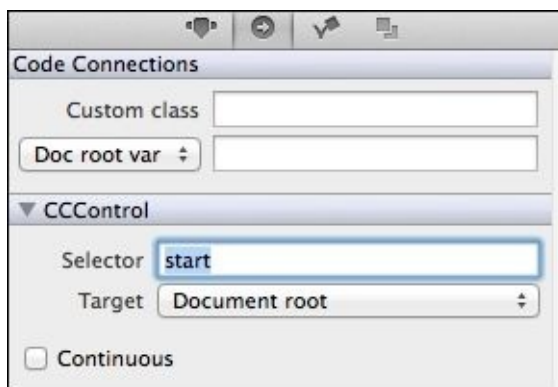 Code Connections
Custom class
Doc root var
CCControl
Selector start
Target Document root
Continuous